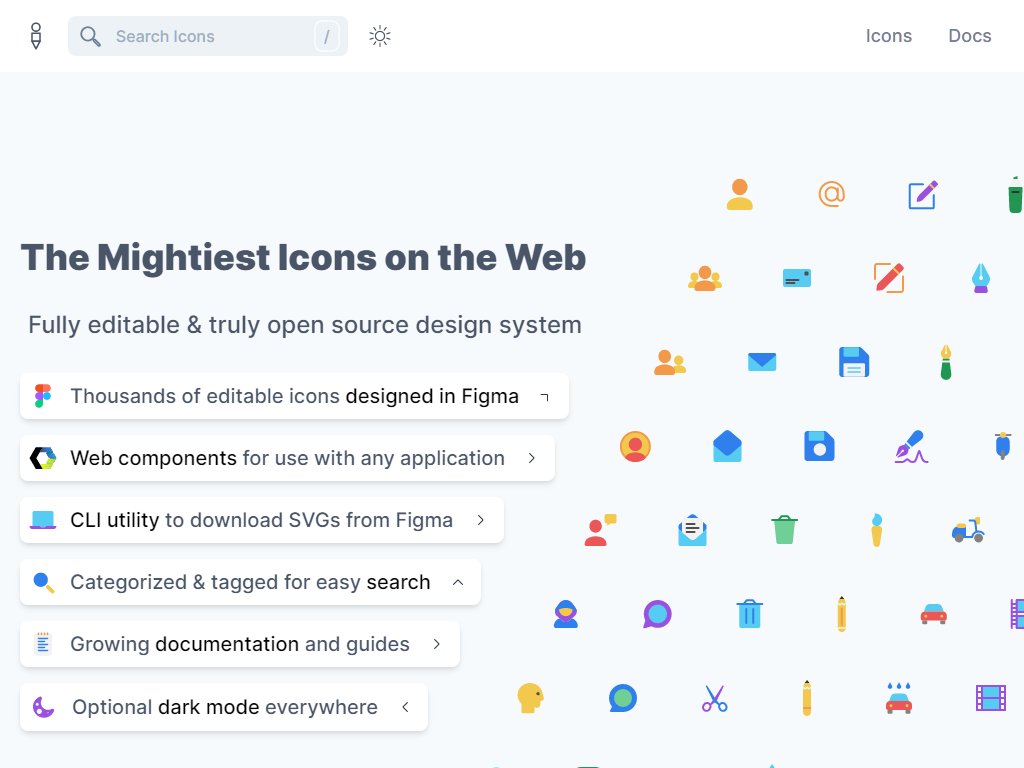 Search Icons
/
Icons
Docs
The Mightiest Icons on the Web
Fully editable & truly open source design system
Thousands of editable icons designed in Figma
Web components for use with any application
CLI utility to download SVGs from Figma
Categorized & tagged for easy search
Growing documentation and guides
Optional dark mode everywhere